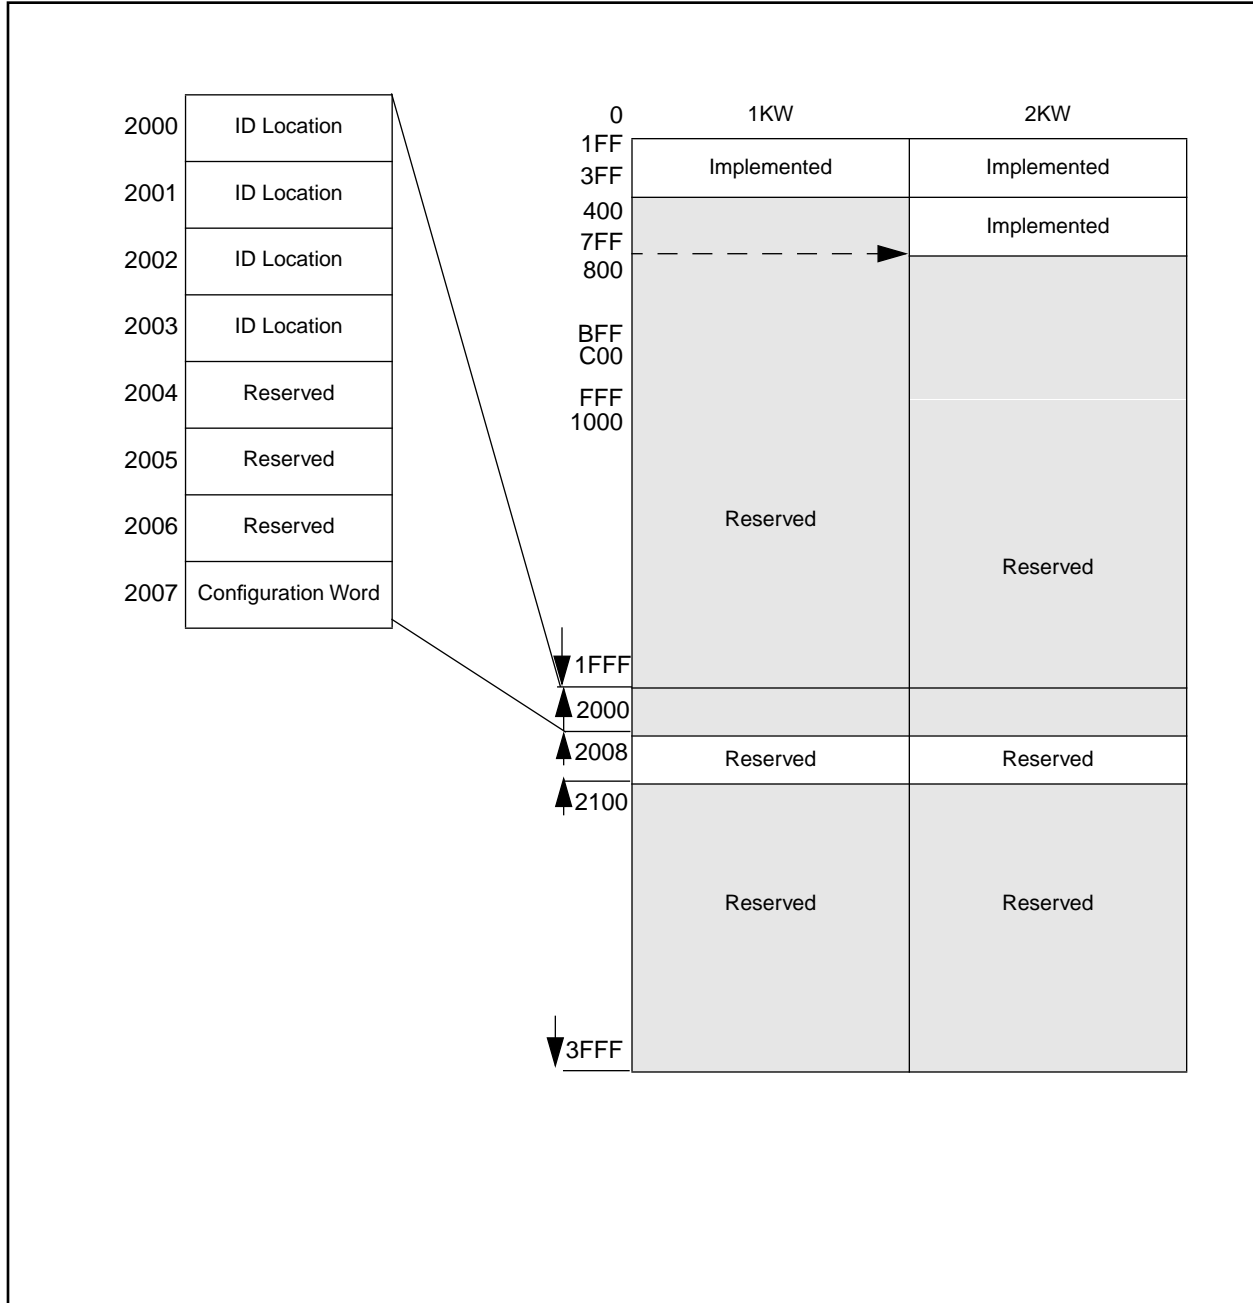 2000 ID Location
2001 ID Location
2002 ID Location
2003 ID Location
2004 Reserved
2005 Reserved
2006 Reserved
2007 Configuration Word
0 1KW 2KW
1FF
3FF Implemented Implemented
400
7FF Implemented
800
BFF
C00
FFF
1000
Reserved
Reserved
1FFF
2000
2008 Reserved Reserved
2100
Reserved Reserved
3FFF